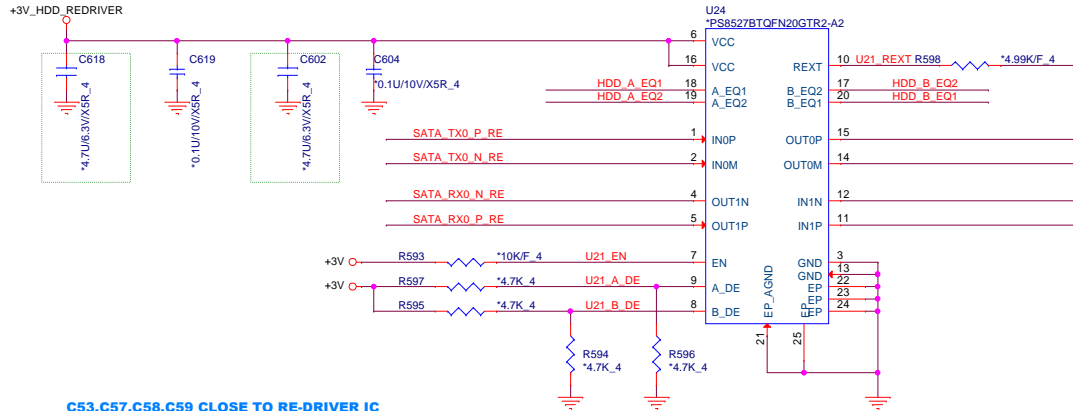 +3V_HDD_REDRIVER
U24
*PS8527BTQFN20GTR2-A2
C618
*4.7U/6.3V/X5R_4
C619
*0.1U/10V/X5R_4
C602
*4.7U/6.3V/X5R_4
C604
*0.1U/10V/X5R_4
6 VCC
16 VCC
REXT 10 U21_REXT R598 *4.99K/F_4
HDD_A_EQ1 18 A_EQ1
HDD_A_EQ2 19 A_EQ2
B_EQ2 17 HDD_B_EQ2
B_EQ1 20 HDD_B_EQ1
SATA_TX0_P_RE 1 IN0P
OUT0P 15
SATA_TX0_N_RE 2 IN0M
OUT0M 14
SATA_RX0_N_RE 4 OUT1N
IN1N 12
SATA_RX0_P_RE 5 OUT1P
IN1P 11
+3V R593 *10K/F_4 U21_EN 7 EN
+3V R597 *4.7K_4 U21_A_DE 9 A_DE
R595 *4.7K_4 U21_B_DE 8 B_DE
GND 3
GND 13
EP 22
EP 23
EP 24
EP_AGND 21
EP 25
R594
*4.7K_4
R596
*4.7K_4
C53,C57,C58,C59 CLOSE TO RE-DRIVER IC